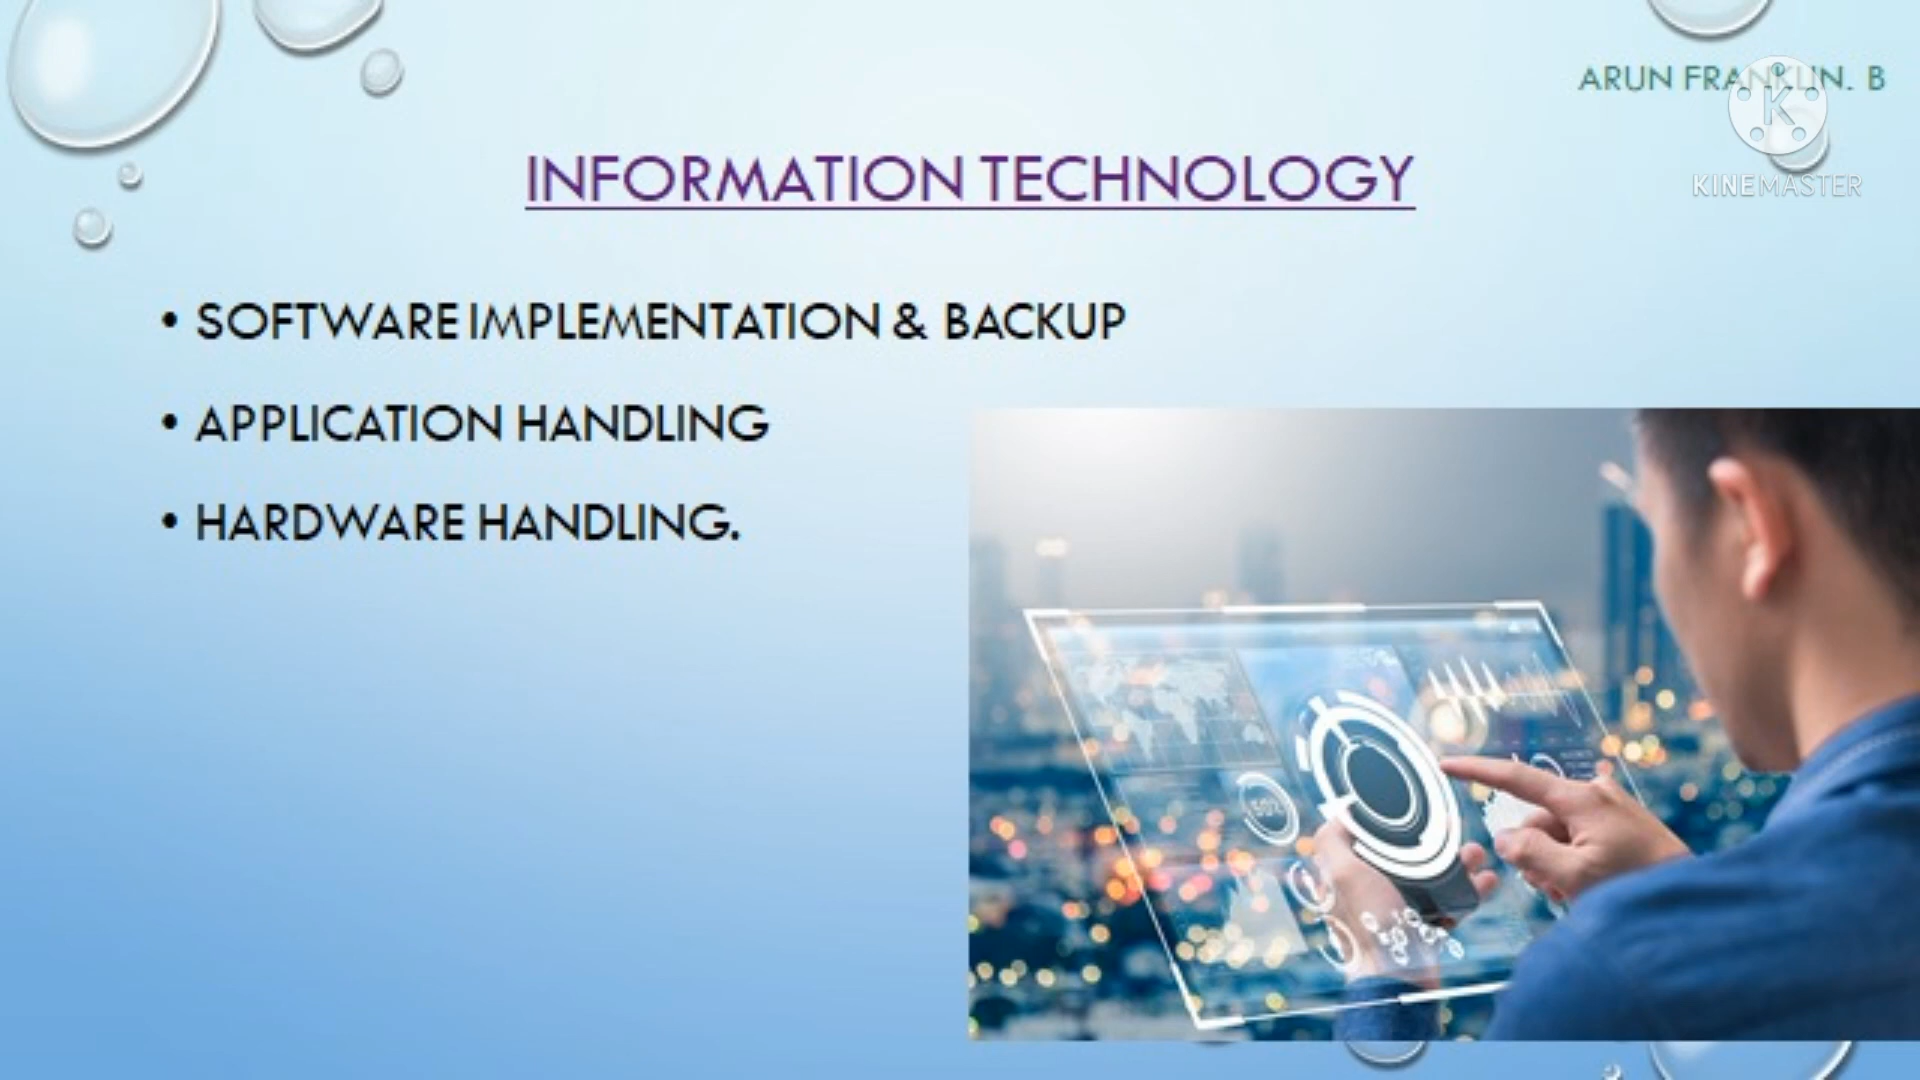 ARUN FRANKLIN. B
KINEMASTER
INFORMATION TECHNOLOGY
• SOFTWARE IMPLEMENTATION & BACKUP
• APPLICATION HANDLING
• HARDWARE HANDLING.